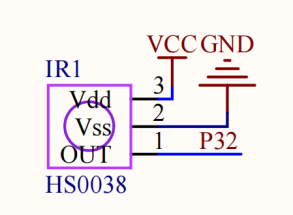 VCC GND
IR1
Vdd 3
Vss 2
OUT 1 P32
HS0038